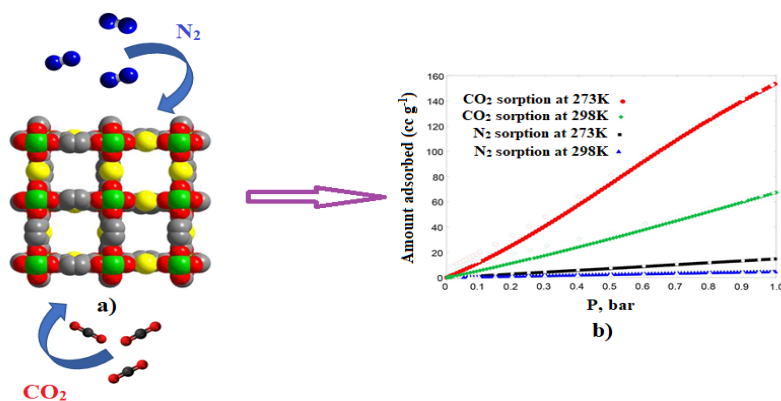 N₂
a)
CO₂
160
140
120
100
80
60
40
20
0
Amount adsorbed (cc g⁻¹)
CO₂ sorption at 273K
CO₂ sorption at 298K
N₂ sorption at 273K
N₂ sorption at 298K
0 0.1 0.2 0.3 0.4 0.5 0.6 0.7 0.8 0.9 1.0
P, bar
b)